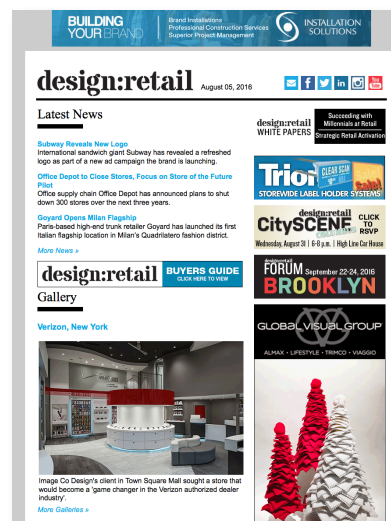 BUILDING
YOUR BRAND
Brand Installations
Professional Construction Services
Superior Project Management
INSTALLATION
SOLUTIONS
design:retail August 05, 2016
You
Tube
Latest News
Subway Reveals New Logo
International sandwich giant Subway has revealed a refreshed
logo as part of a new ad campaign the brand is launching.
Office Depot to Close Stores, Focus on Store of the Future
Pilot
Office supply chain Office Depot has announced plans to shut
down 300 stores over the next three years.
Goyard Opens Milan Flagship
Paris-based high-end trunk retailer Goyard has launched its first
Italian flagship location in Milan's Quadrilatero fashion district.
More News »
design:retail BUYERS GUIDE
CLICK HERE TO VIEW
Gallery
Verizon, New York
Image Co Design's client in Town Square Mall sought a store that
would become a 'game changer in the Verizon authorized dealer
industry'.
More Galleries »
design:retail
WHITE PAPERS
Succeeding with
Millennials at Retail
Strategic Retail Activation
Trion
CLEAR SCAN
Sale!
STOREWIDE LABEL HOLDER SYSTEMS
design:retail
CitySCENE
CLICK
TO
RSVP
Wednesday, August 31 | 6-8 p.m. | High Line Car House
design:retail
FORUM September 22-24, 2016
BROOKLYN
GLOBAL VISUAL GROUP
ALMAX • LIFESTYLE • TRIMCO • VIAGGIO